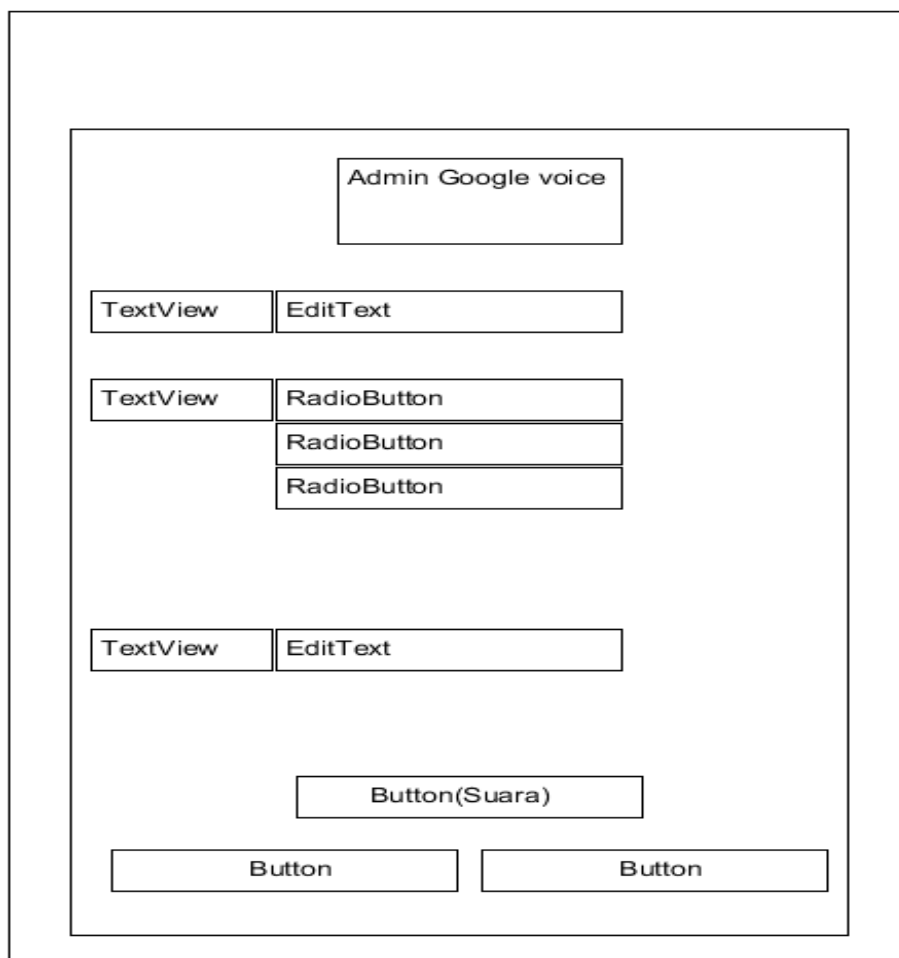 Admin Google voice
TextView EditText
TextView RadioButton
RadioButton
RadioButton
TextView EditText
Button(Suara)
Button Button